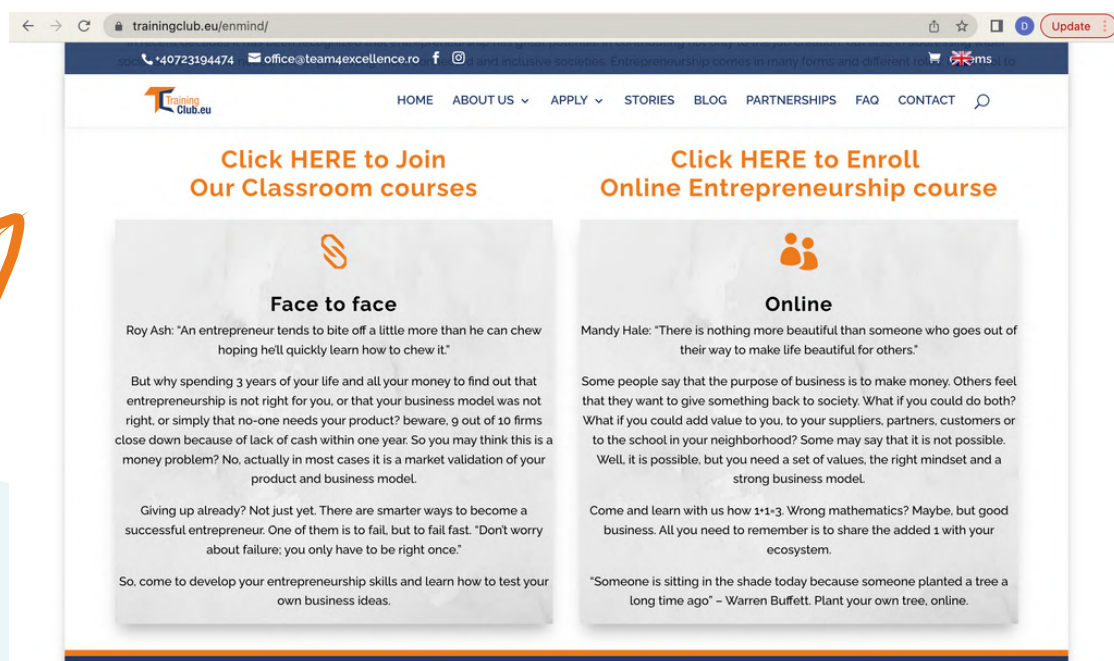 trainingclub.eu/enmind/
D
Update
+40723194474 office@team4excellence.ro
Training
Club.eu
HOME ABOUT US APPLY STORIES BLOG PARTNERSHIPS FAQ CONTACT
Click HERE to Join
Our Classroom courses
Face to face
Roy Ash: “An entrepreneur tends to bite off a little more than he can chew
hoping he’ll quickly learn how to chew it.”
But why spending 3 years of your life and all your money to find out that
entrepreneurship is not right for you, or that your business model was not
right, or simply that no-one needs your product? beware, 9 out of 10 firms
close down because of lack of cash within one year. So you may think this is a
money problem? No, actually in most cases it is a market validation of your
product and business model.
Giving up already? Not just yet. There are smarter ways to become a
successful entrepreneur. One of them is to fail, but to fail fast. “Don’t worry
about failure; you only have to be right once.”
So, come to develop your entrepreneurship skills and learn how to test your
own business ideas.
Click HERE to Enroll
Online Entrepreneurship course
Online
Mandy Hale: “There is nothing more beautiful than someone who goes out of
their way to make life beautiful for others.”
Some people say that the purpose of business is to make money. Others feel
that they want to give something back to society. What if you could do both?
What if you could add value to you, to your suppliers, partners, customers or
to the school in your neighborhood? Some may say that it is not possible.
Well, it is possible, but you need a set of values, the right mindset and a
strong business model.
Come and learn with us how 1+1=3. Wrong mathematics? Maybe, but good
business. All you need to remember is to share the added 1 with your
ecosystem.
“Someone is sitting in the shade today because someone planted a tree a
long time ago” – Warren Buffett. Plant your own tree, online.